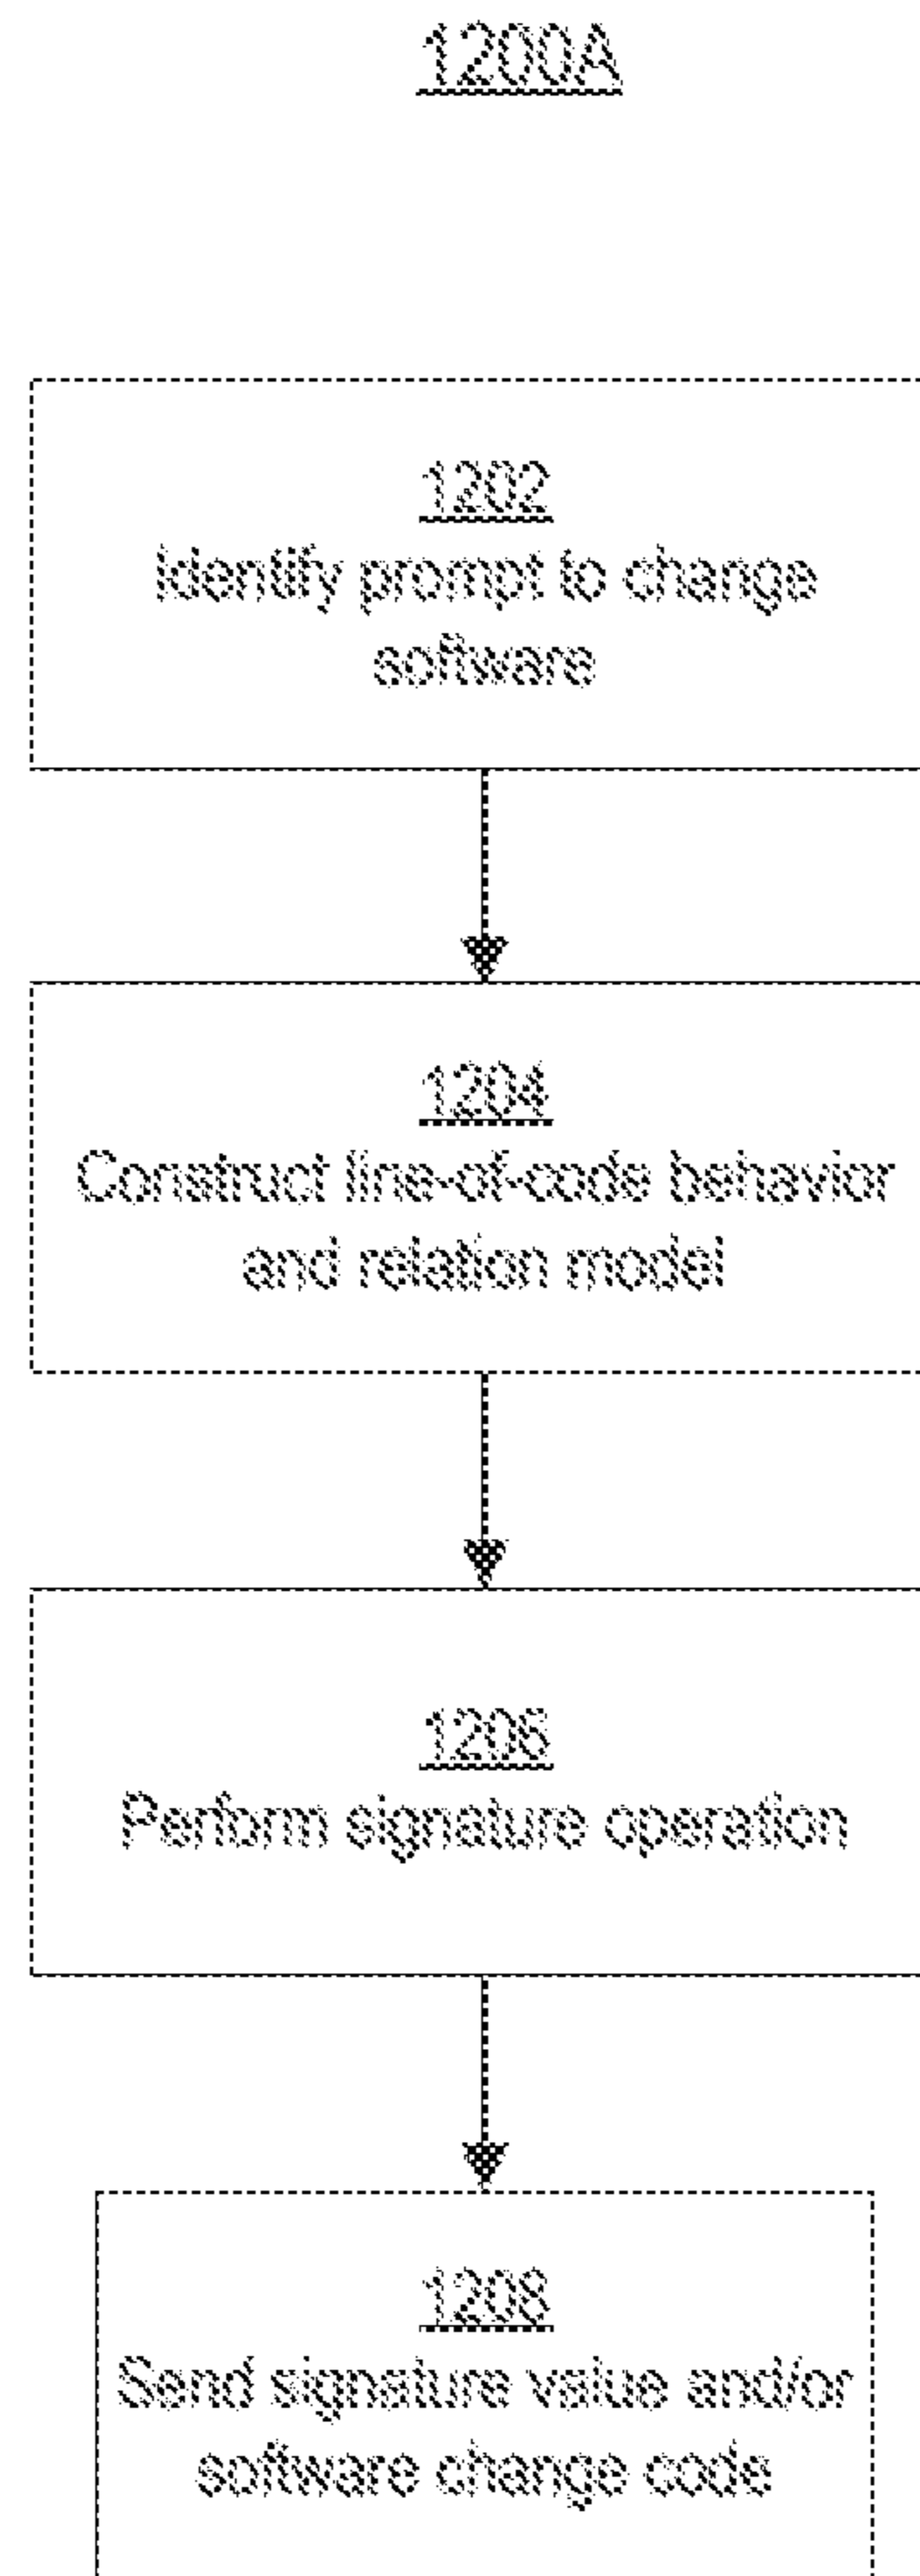 1200A
1202
Identify prompt to change
software
1204
Construct line-of-code behavior
and relation model
1206
Perform signature operation
1208
Send signature value and/or
software change code